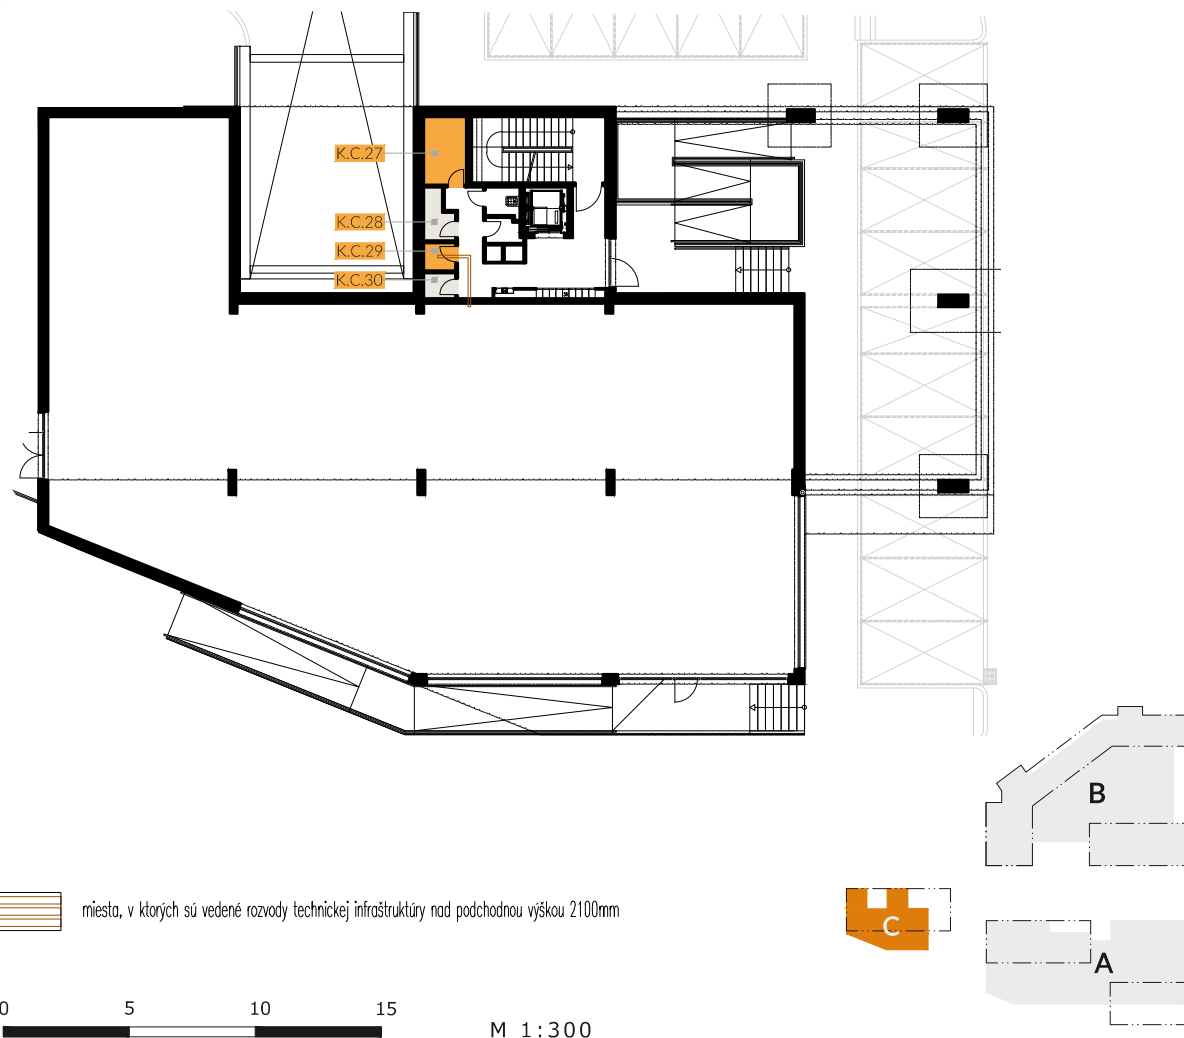 K.C.27
K.C.28
K.C.29
K.C.30
B
miesta, v ktorých sú vedené rozvody technickej infraštruktúry nad podchodnou výškou 2100mm
C
A
0 5 10 15
M 1:300